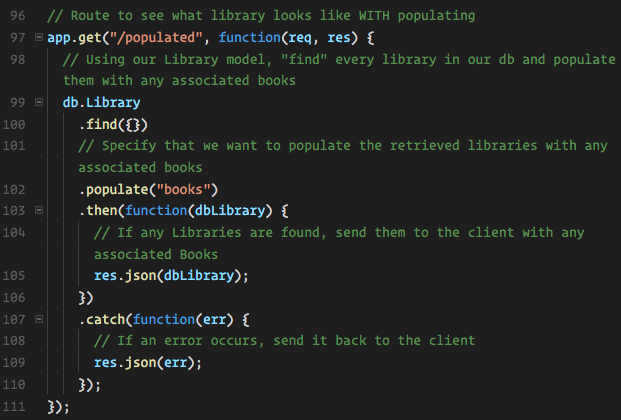 96 // Route to see what library looks like WITH populating
97 app.get("/populated", function(req, res) {
98 // Using our Library model, "find" every library in our db and populate
them with any associated books
99 db.Library
100 .find({})
101 // Specify that we want to populate the retrieved libraries with any
associated books
102 .populate("books")
103 .then(function(dbLibrary) {
104 // If any Libraries are found, send them to the client with any
associated Books
105 res.json(dbLibrary);
106 })
107 .catch(function(err) {
108 // If an error occurs, send it back to the client
109 res.json(err);
110 });
111 });